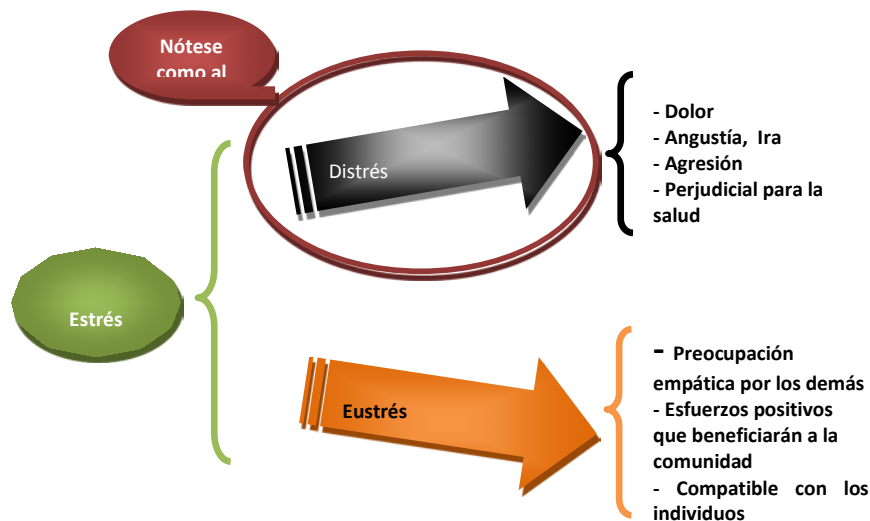 Nótese
como al
Distrés
- Dolor
- Angustía, Ira
- Agresión
- Perjudicial para la
salud
Estrés
Eustrés
- Preocupación
empática por los demás
- Esfuerzos positivos
que beneficiarán a la
comunidad
- Compatible con los
individuos